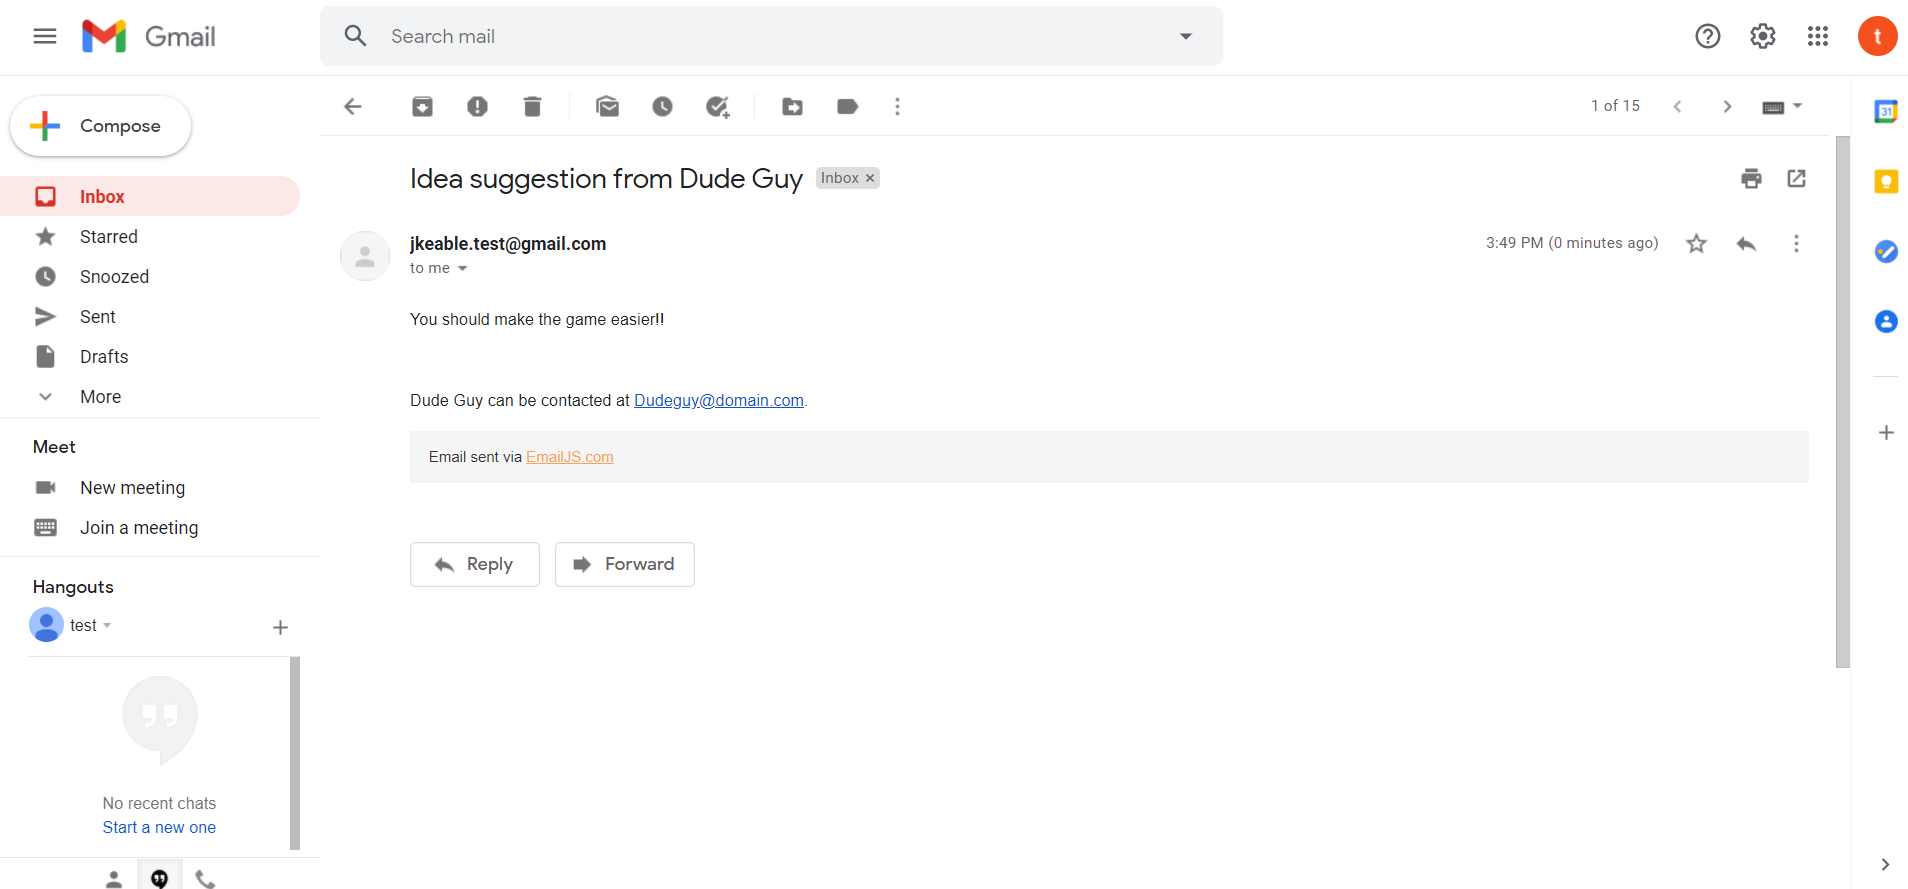 Gmail
Search mail
t
Compose
1 of 15
31
Inbox
Starred
Snoozed
Sent
Drafts
More
Meet
New meeting
Join a meeting
Hangouts
test
No recent chats
Start a new one
Idea suggestion from Dude Guy
Inbox ×
jkeable.test@gmail.com
3:49 PM (0 minutes ago)
to me
You should make the game easier!!
Dude Guy can be contacted at Dudeguy@domain.com.
Email sent via EmailJS.com
Reply
Forward